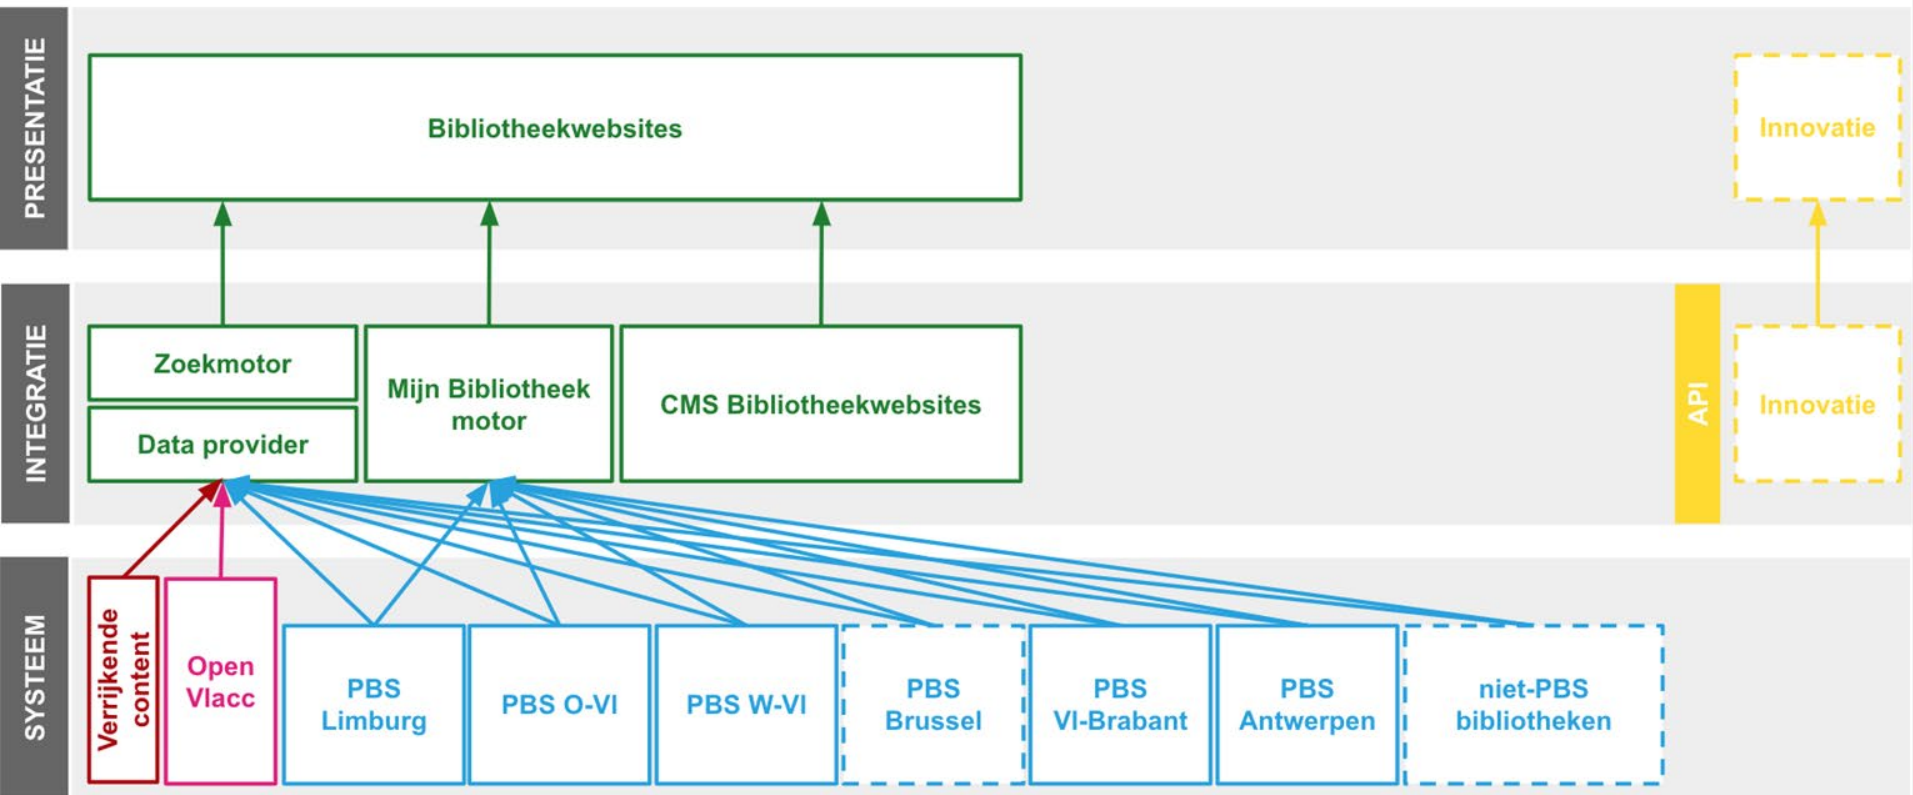 PRESENTATIE
Bibliotheekwebsites
Innovatie
INTEGRATIE
Zoekmotor
Data provider
Mijn Bibliotheek
motor
CMS Bibliotheekwebsites
API
Innovatie
SYSTEEM
Verrijkende
content
Open
Vlacc
PBS
Limburg
PBS O-Vl
PBS W-Vl
PBS
Brussel
PBS
Vl-Brabant
PBS
Antwerpen
niet-PBS
bibliotheken